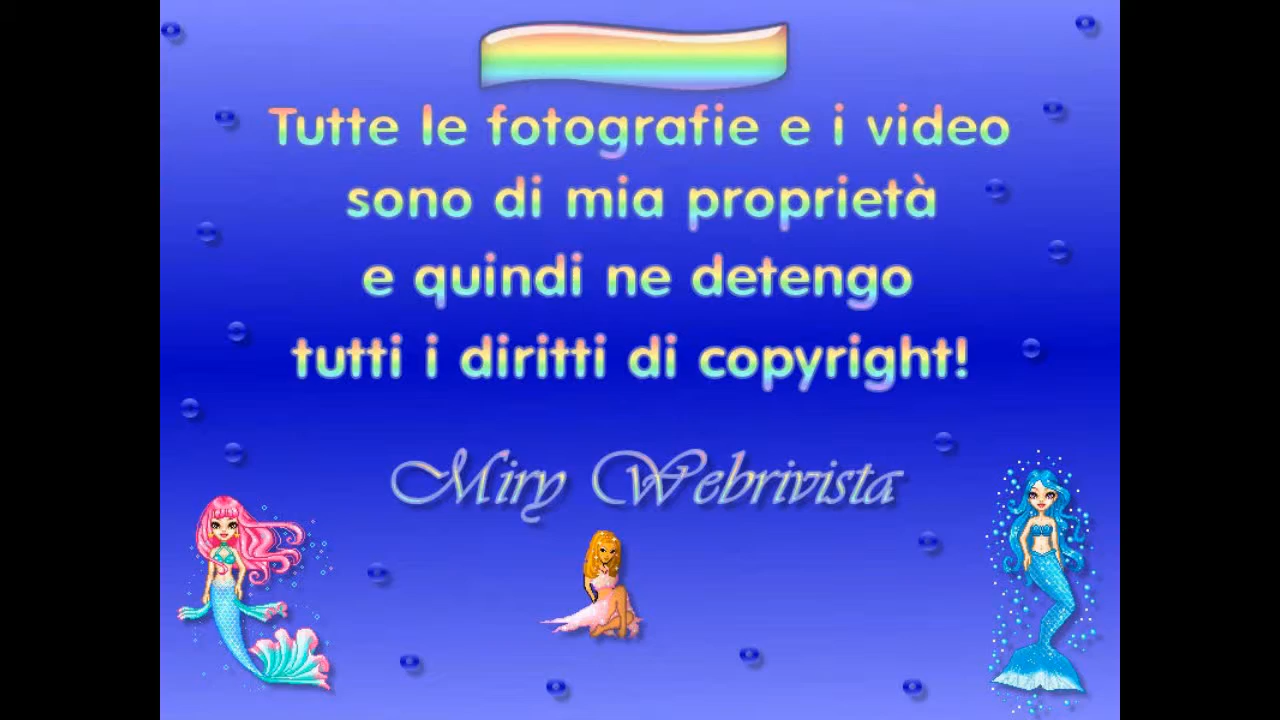 Tutte le fotografie e i video
sono di mia proprietà
e quindi ne detengo
tutti i diritti di copyright!
Miry Webrivista